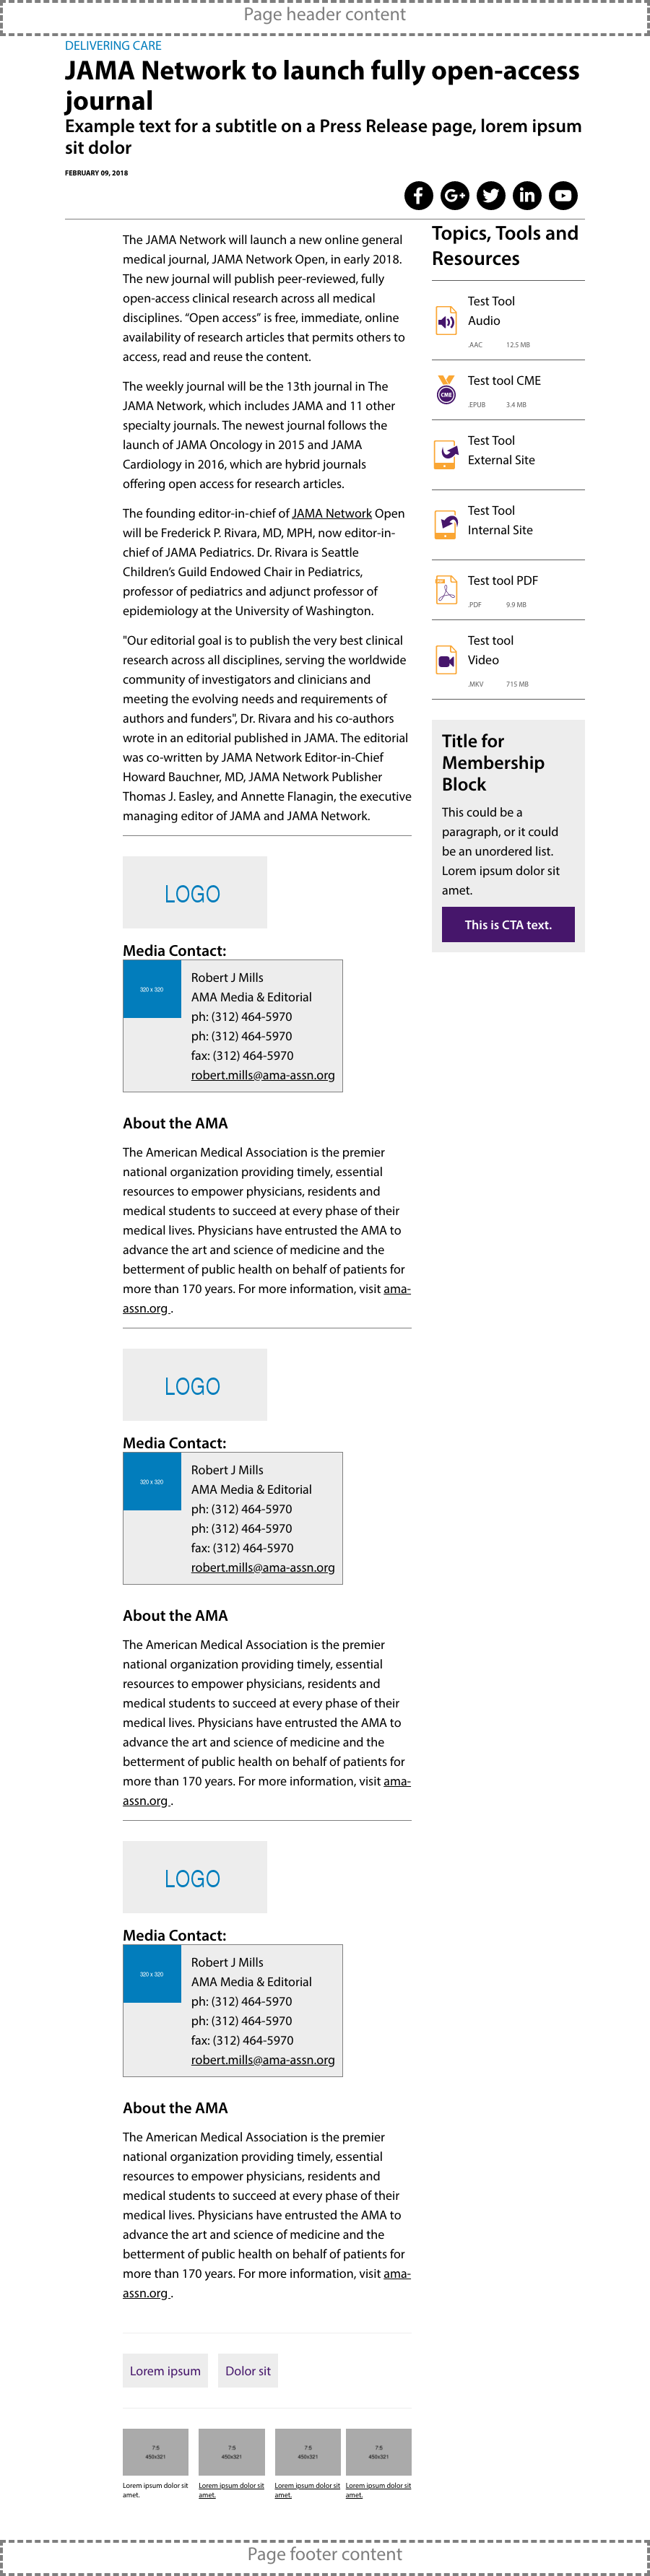 Page header content
DELIVERING CARE
JAMA Network to launch fully open-access
journal
Example text for a subtitle on a Press Release page, lorem ipsum
sit dolor
FEBRUARY 09, 2018
The JAMA Network will launch a new online general
medical journal, JAMA Network Open, in early 2018.
The new journal will publish peer-reviewed, fully
open-access clinical research across all medical
disciplines. “Open access” is free, immediate, online
availability of research articles that permits others to
access, read and reuse the content.
The weekly journal will be the 13th journal in The
JAMA Network, which includes JAMA and 11 other
specialty journals. The newest journal follows the
launch of JAMA Oncology in 2015 and JAMA
Cardiology in 2016, which are hybrid journals
offering open access for research articles.
The founding editor-in-chief of JAMA Network Open
will be Frederick P. Rivara, MD, MPH, now editor-in-
chief of JAMA Pediatrics. Dr. Rivara is Seattle
Children’s Guild Endowed Chair in Pediatrics,
professor of pediatrics and adjunct professor of
epidemiology at the University of Washington.
"Our editorial goal is to publish the very best clinical
research across all disciplines, serving the worldwide
community of investigators and clinicians and
meeting the evolving needs and requirements of
authors and funders", Dr. Rivara and his co-authors
wrote in an editorial published in JAMA. The editorial
was co-written by JAMA Network Editor-in-Chief
Howard Bauchner, MD, JAMA Network Publisher
Thomas J. Easley, and Annette Flanagin, the executive
managing editor of JAMA and JAMA Network.
Topics, Tools and
Resources
Test Tool
Audio
.AAC 12.5 MB
CME
Test tool CME
.EPUB 3.4 MB
Test Tool
External Site
Test Tool
Internal Site
Test tool PDF
.PDF 9.9 MB
Test tool
Video
.MKV 715 MB
Title for
Membership
Block
This could be a
paragraph, or it could
be an unordered list.
Lorem ipsum dolor sit
amet.
This is CTA text.
LOGO
Media Contact:
320 x 320
Robert J Mills
AMA Media & Editorial
ph: (312) 464-5970
ph: (312) 464-5970
fax: (312) 464-5970
robert.mills@ama-assn.org
About the AMA
The American Medical Association is the premier
national organization providing timely, essential
resources to empower physicians, residents and
medical students to succeed at every phase of their
medical lives. Physicians have entrusted the AMA to
advance the art and science of medicine and the
betterment of public health on behalf of patients for
more than 170 years. For more information, visit ama-
assn.org .
LOGO
Media Contact:
320 x 320
Robert J Mills
AMA Media & Editorial
ph: (312) 464-5970
ph: (312) 464-5970
fax: (312) 464-5970
robert.mills@ama-assn.org
About the AMA
The American Medical Association is the premier
national organization providing timely, essential
resources to empower physicians, residents and
medical students to succeed at every phase of their
medical lives. Physicians have entrusted the AMA to
advance the art and science of medicine and the
betterment of public health on behalf of patients for
more than 170 years. For more information, visit ama-
assn.org .
LOGO
Media Contact:
320 x 320
Robert J Mills
AMA Media & Editorial
ph: (312) 464-5970
ph: (312) 464-5970
fax: (312) 464-5970
robert.mills@ama-assn.org
About the AMA
The American Medical Association is the premier
national organization providing timely, essential
resources to empower physicians, residents and
medical students to succeed at every phase of their
medical lives. Physicians have entrusted the AMA to
advance the art and science of medicine and the
betterment of public health on behalf of patients for
more than 170 years. For more information, visit ama-
assn.org .
Lorem ipsum Dolor sit
7:5
450x321
Lorem ipsum dolor sit
amet.
7:5
450x321
Lorem ipsum dolor sit
amet.
7:5
450x321
Lorem ipsum dolor sit
amet.
7:5
450x321
Lorem ipsum dolor sit
amet.
Page footer content